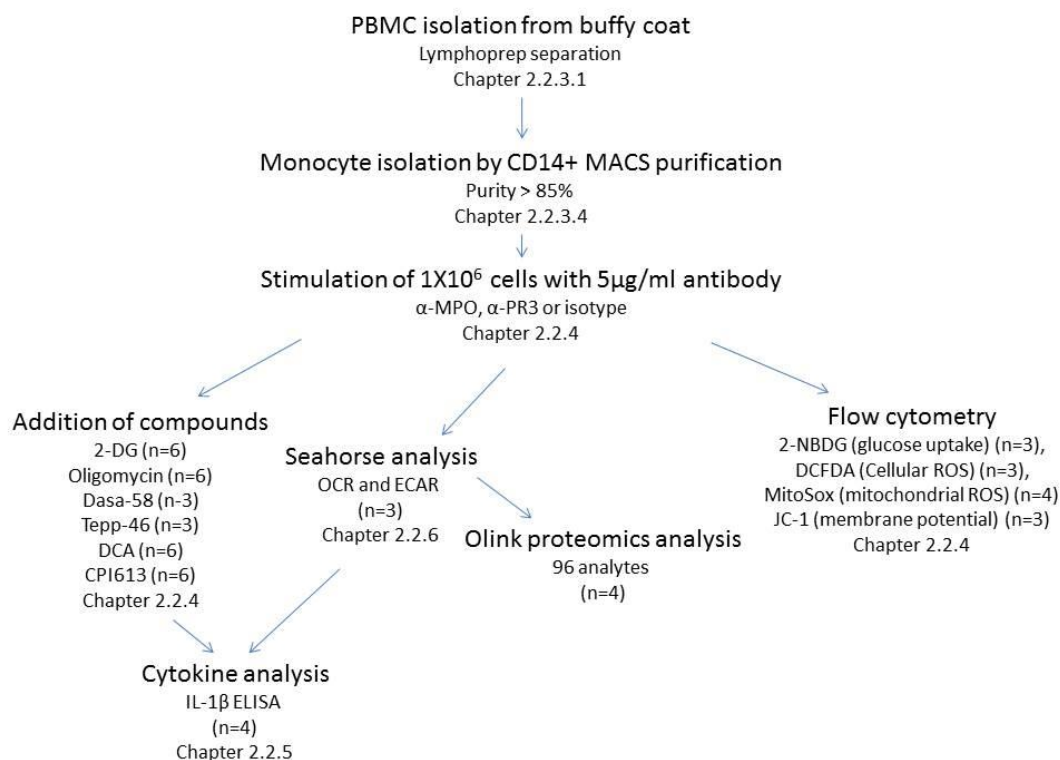 PBMC isolation from buffy coat
Lymphoprep separation
Chapter 2.2.3.1
Monocyte isolation by CD14+ MACS purification
Purity > 85%
Chapter 2.2.3.4
Stimulation of 1X10⁶ cells with 5µg/ml antibody
α-MPO, α-PR3 or isotype
Chapter 2.2.4
Addition of compounds
2-DG (n=6)
Oligomycin (n=6)
Dasa-58 (n-3)
Tepp-46 (n=3)
DCA (n=6)
CPI613 (n=6)
Chapter 2.2.4
Seahorse analysis
OCR and ECAR
(n=3)
Chapter 2.2.6
Olink proteomics analysis
96 analytes
(n=4)
Flow cytometry
2-NBDG (glucose uptake) (n=3),
DCFDA (Cellular ROS) (n=3),
MitoSox (mitochondrial ROS) (n=4)
JC-1 (membrane potential) (n=3)
Chapter 2.2.4
Cytokine analysis
IL-1β ELISA
(n=4)
Chapter 2.2.5